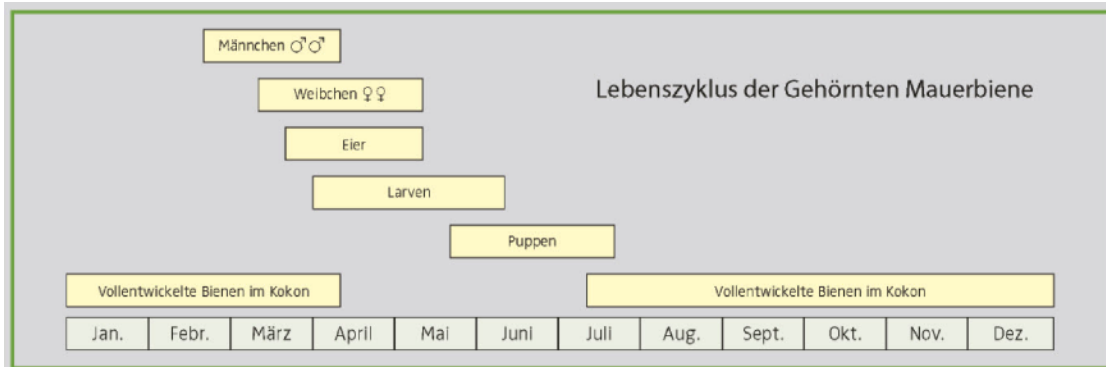 Männchen ♂♂
Weibchen ♀♀
Lebenszyklus der Gehörnten Mauerbiene
Eier
Larven
Puppen
Vollentwickelte Bienen im Kokon
Vollentwickelte Bienen im Kokon
Jan. Febr. März April Mai Juni Juli Aug. Sept. Okt. Nov. Dez.